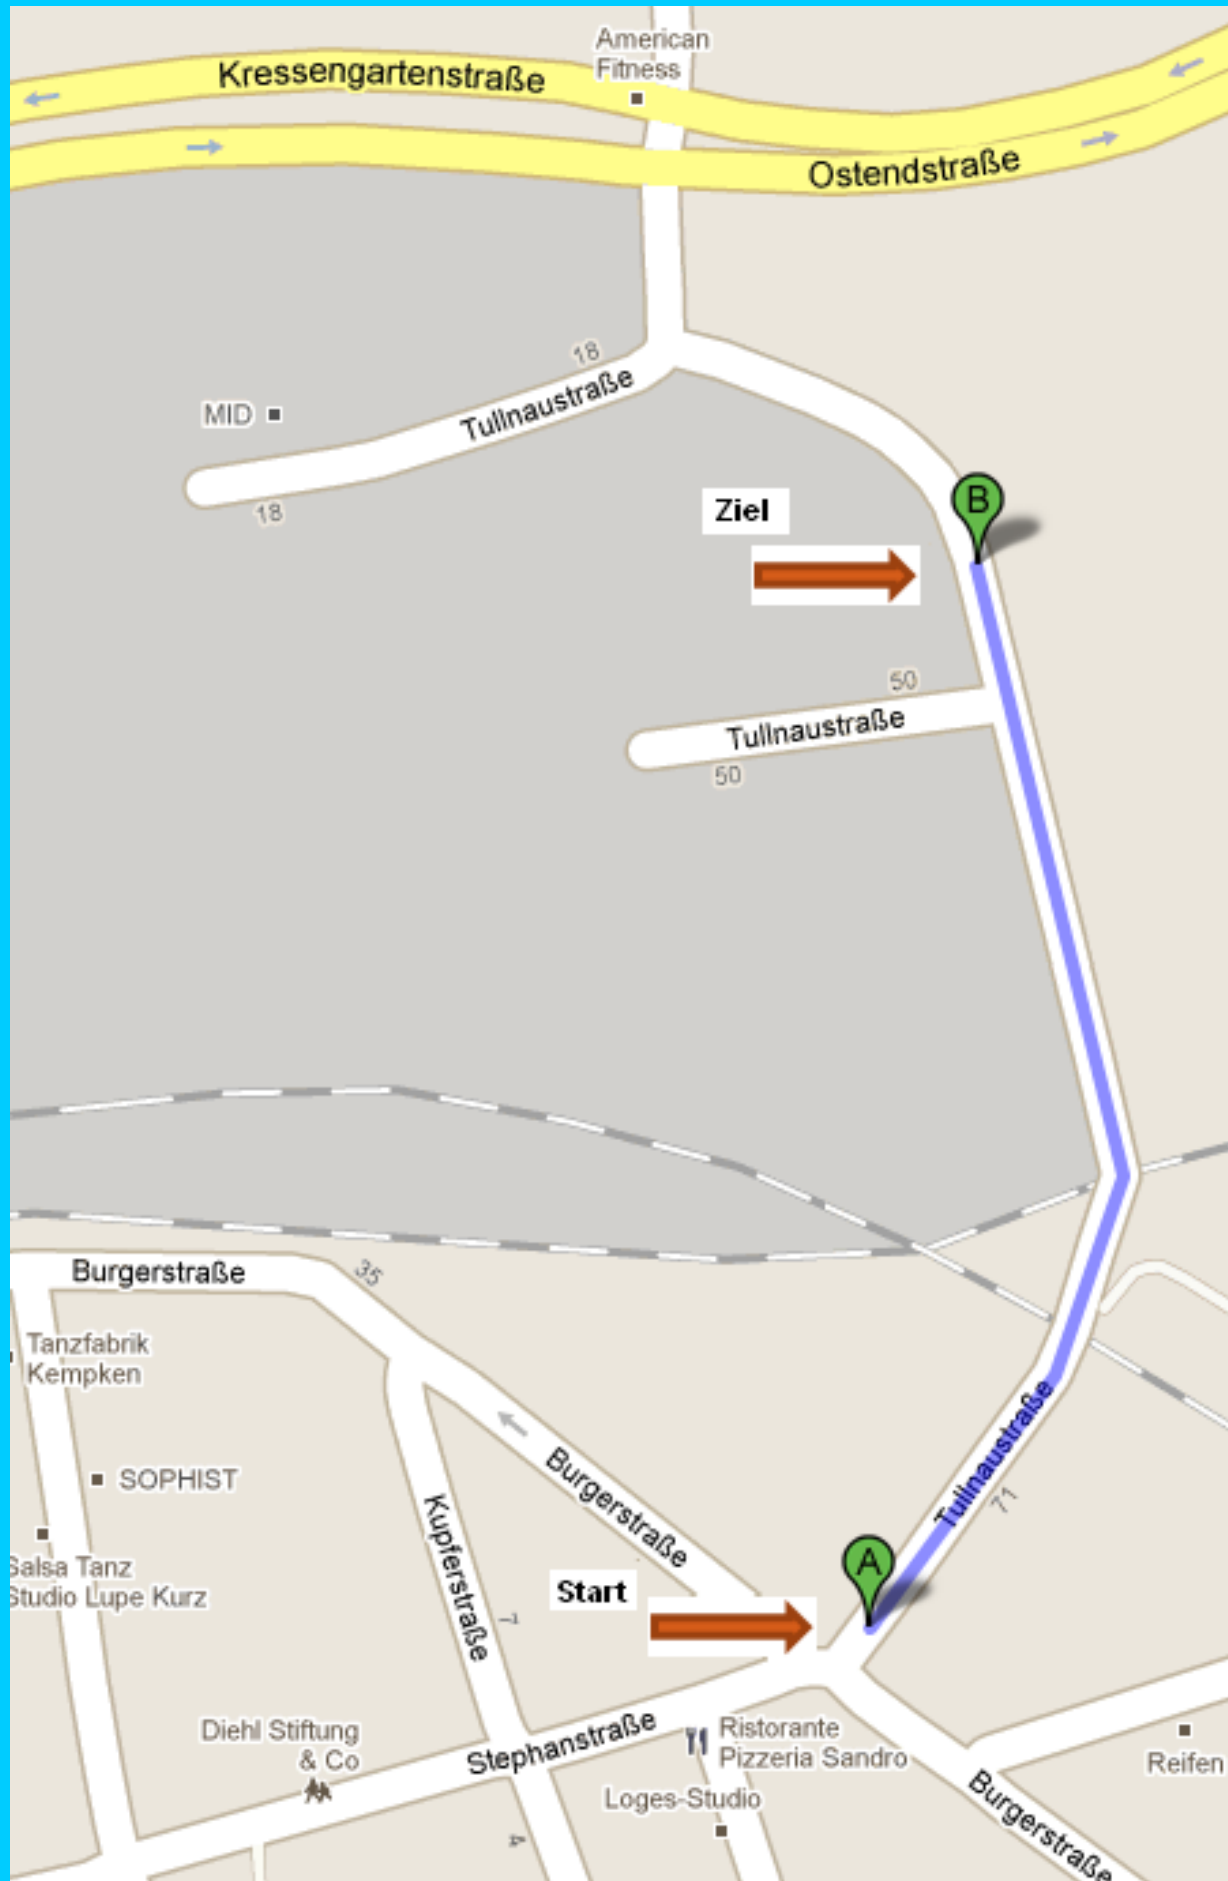 American
Fitness
Kressengartenstraße
Ostendstraße
18
Tullnaustraße
MID
18
B
Ziel
50
Tullnaustraße
50
Burgerstraße
35
Tanzfabrik
Kempken
Tullnaustraße
71
SOPHIST
Burgerstraße
Kupferstraße
A
Salsa Tanz
Studio Lupe Kurz
Start
Diehl Stiftung
& Co
Stephanstraße
Ristorante
Pizzeria Sandro
Reifen
Loges-Studio
Burgerstraße
4